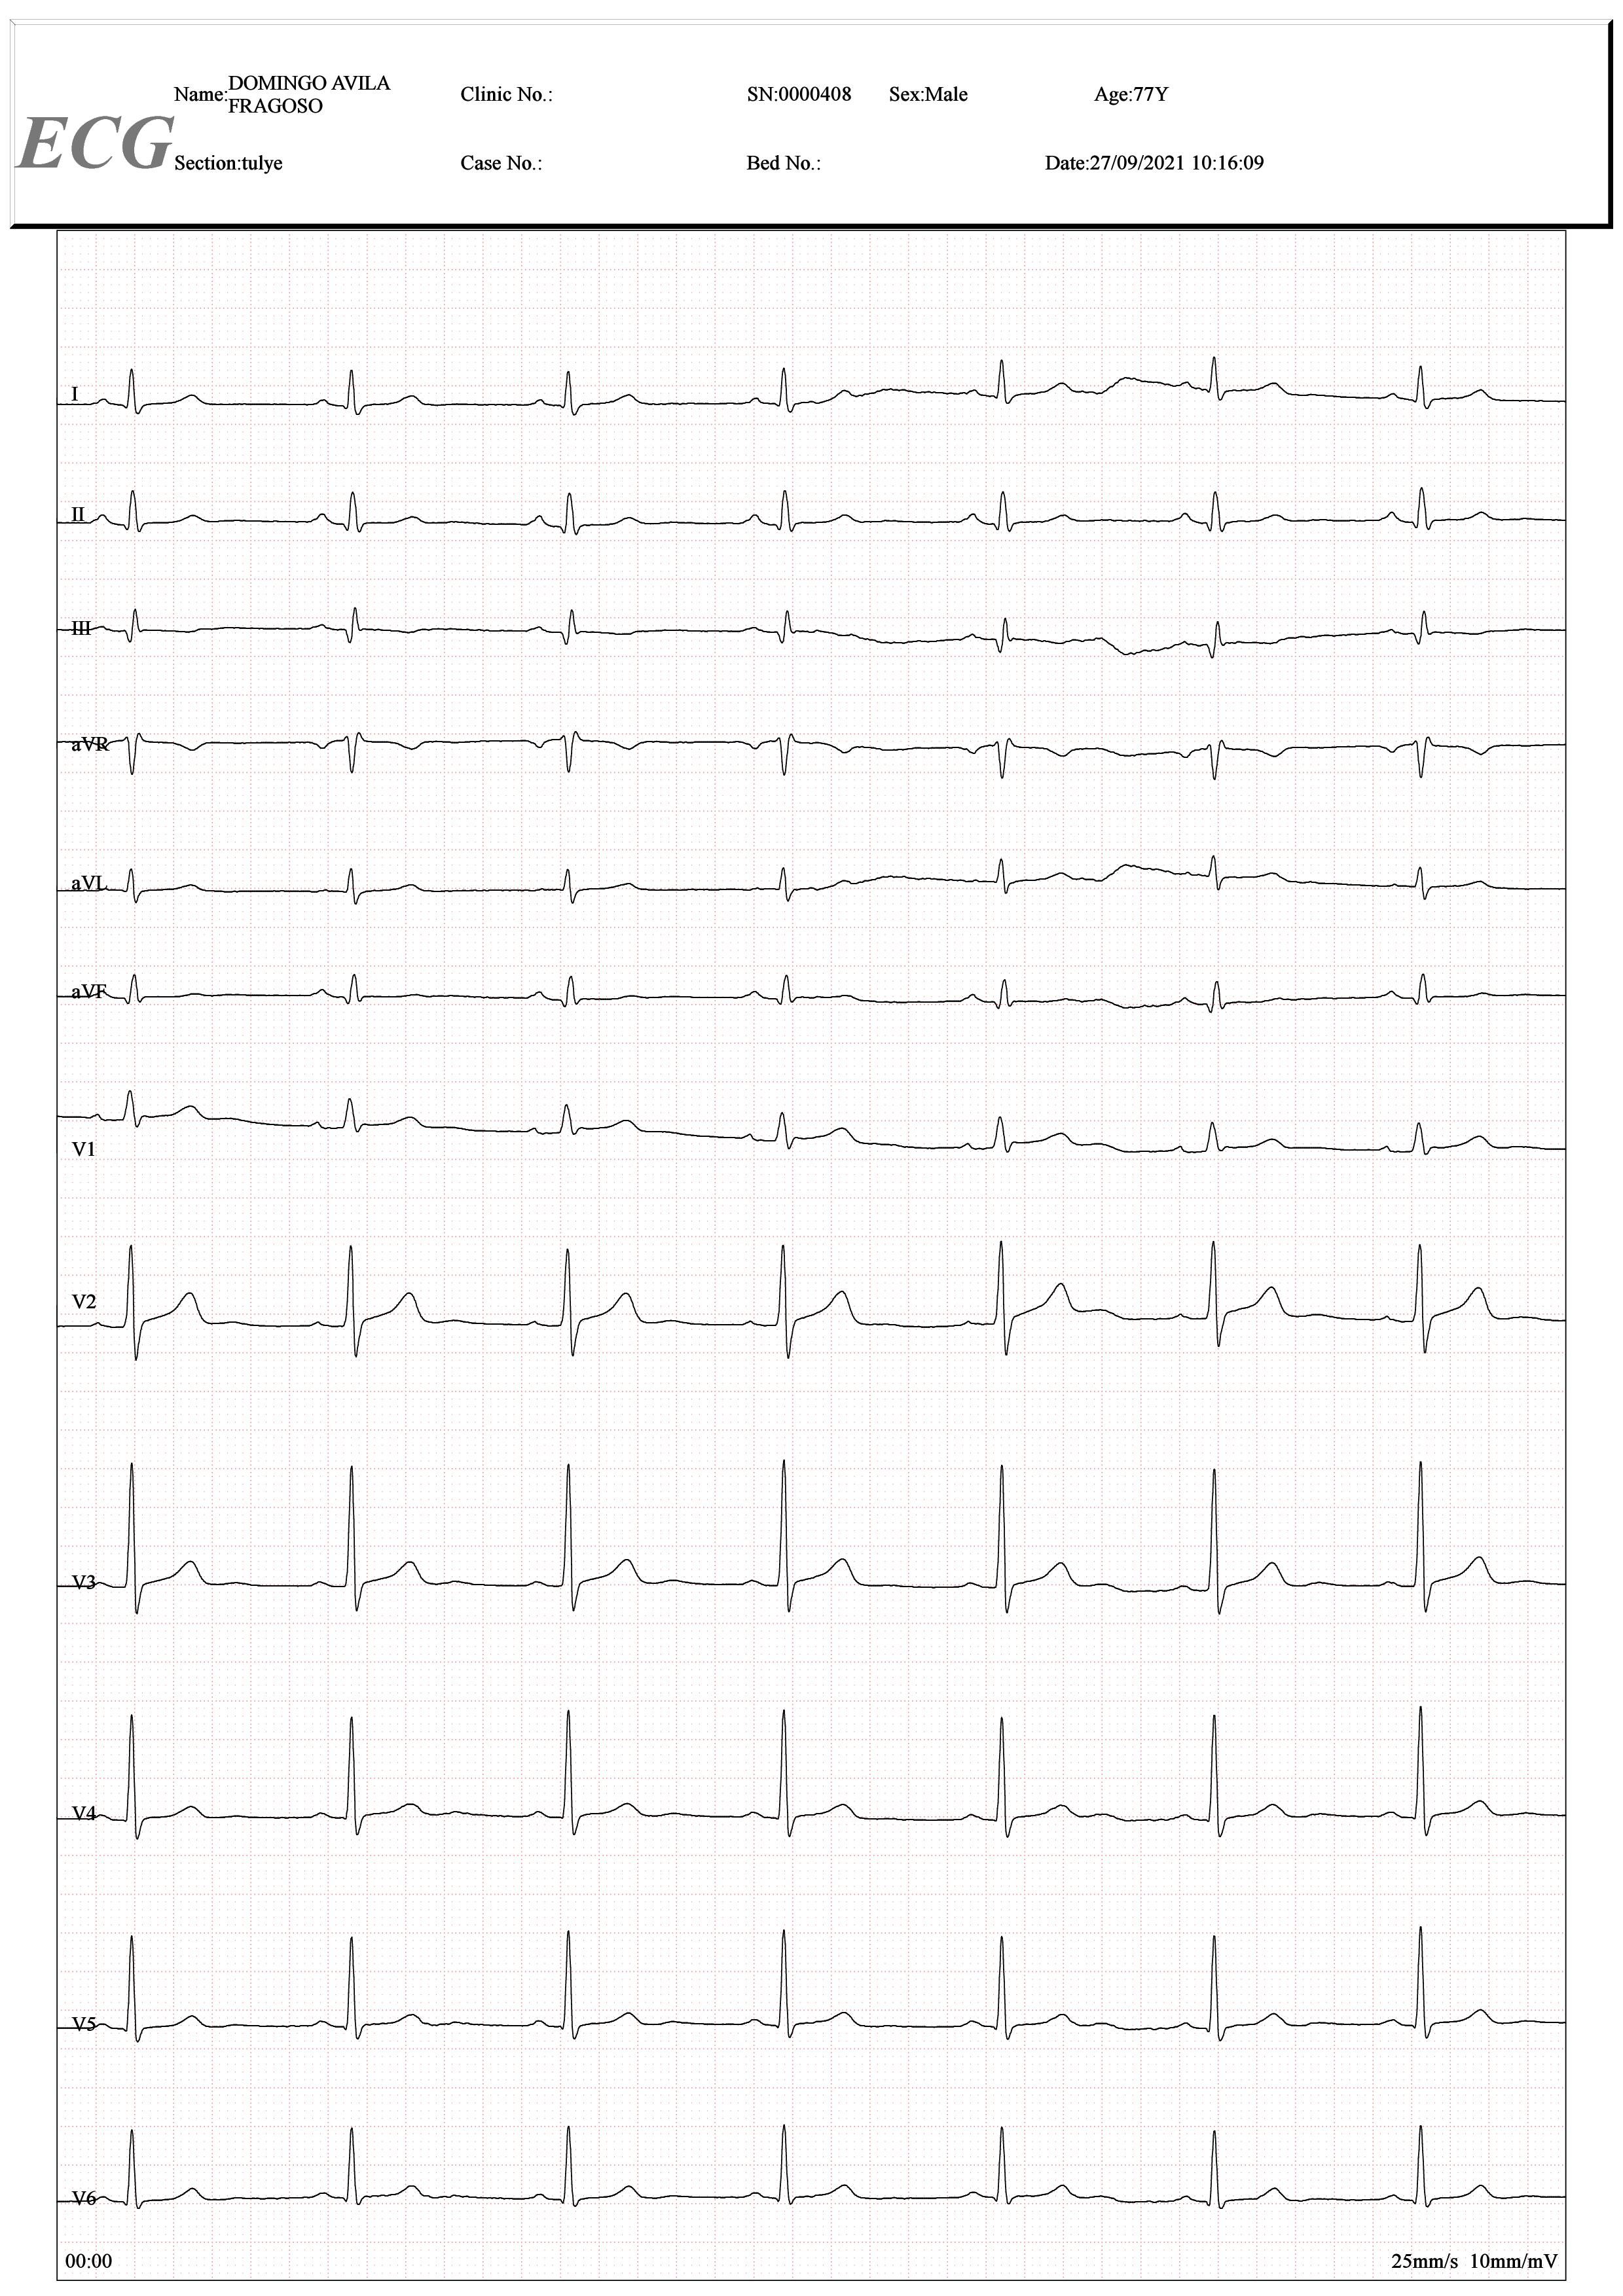 ECG
Name:DOMINGO AVILA FRAGOSO Clinic No.: SN:0000408 Sex:Male Age:77Y
Section:tulye Case No.: Bed No.: Date:27/09/2021 10:16:09
I
II
III
aVR
aVL
aVF
V1
V2
V3
V4
V5
V6
00:00 25mm/s 10mm/mV